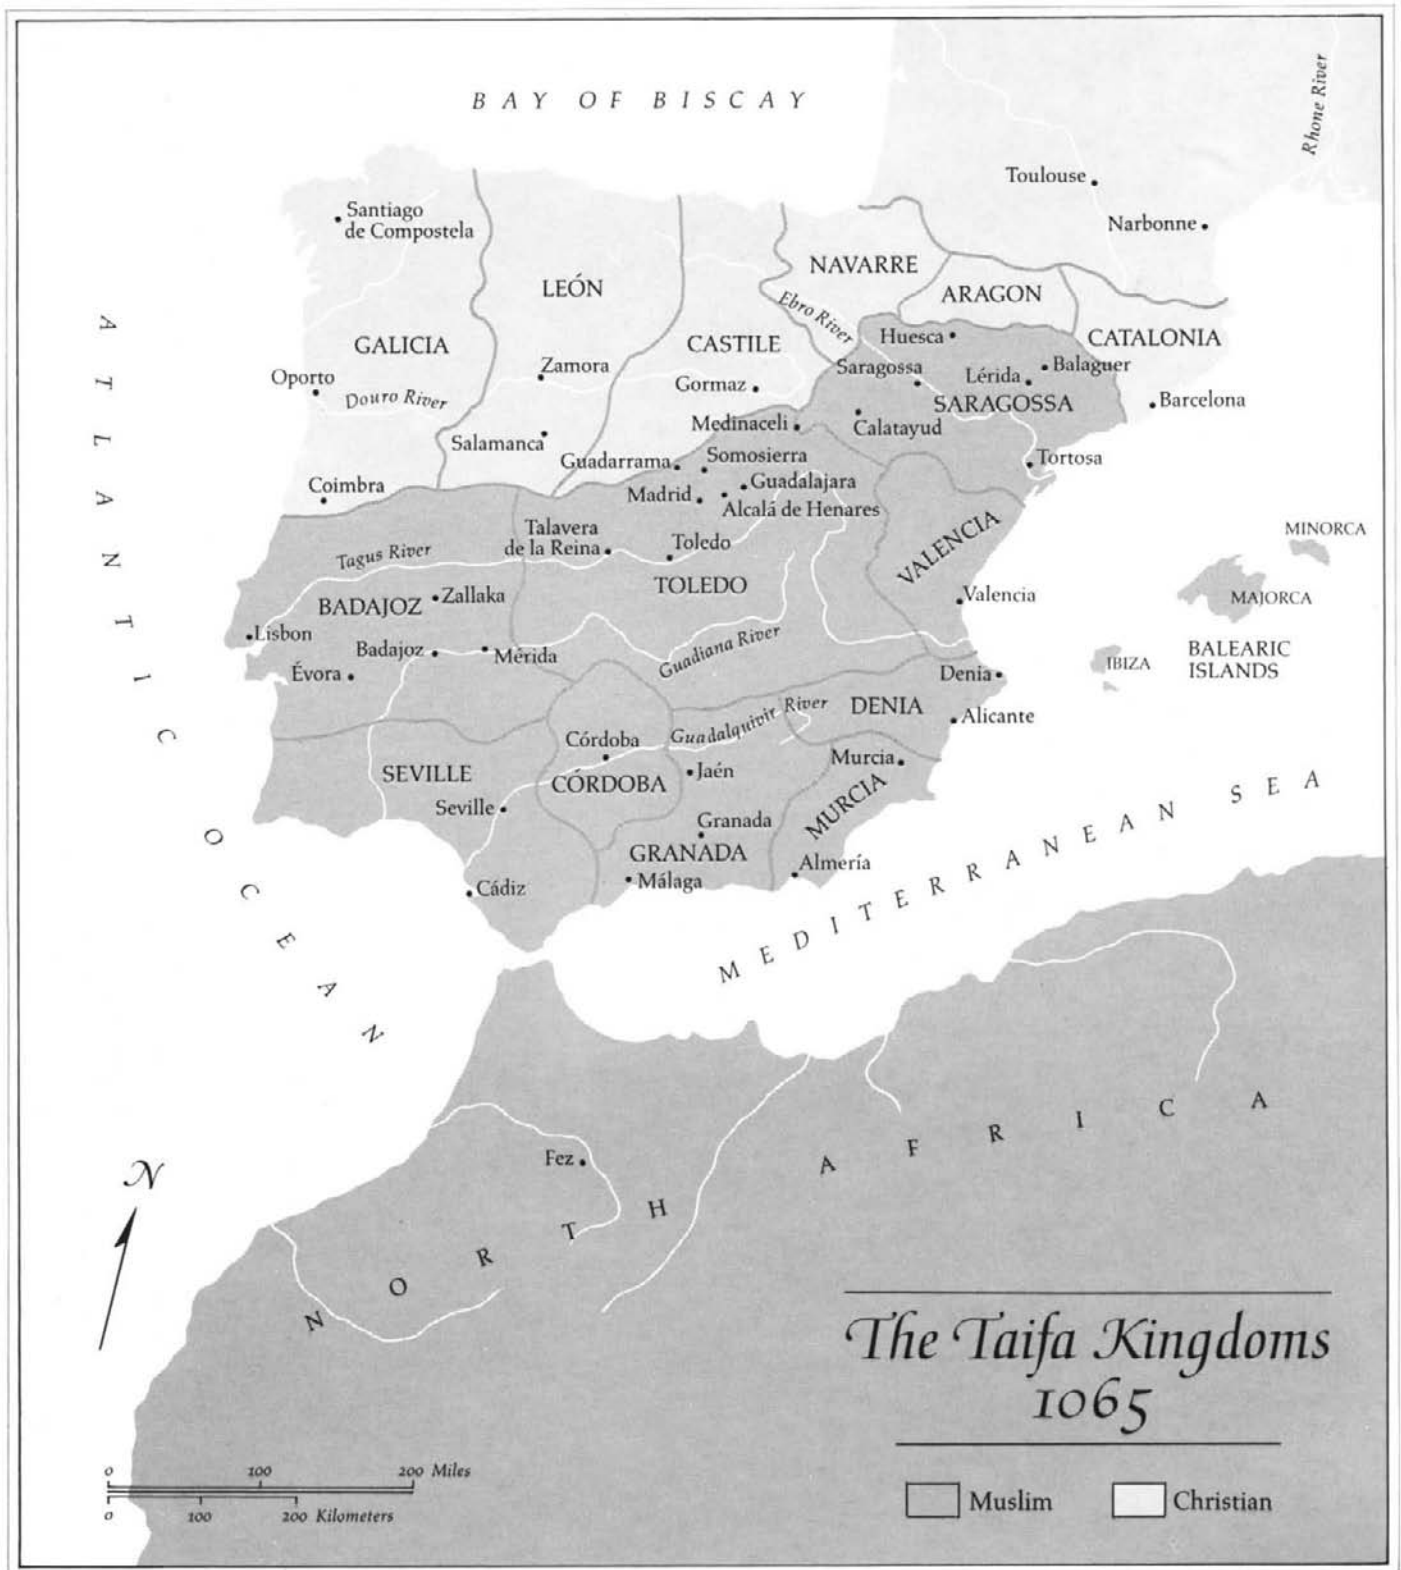 BAY OF BISCAY
Rhone River
Toulouse
Narbonne
Santiago
de Compostela
NAVARRE
LEÓN
ARAGON
Ebro River
ATLANTIC OCEAN
GALICIA
CASTILE
Huesca
CATALONIA
Zamora
Saragossa
Balaguer
Lérida
Oporto
Douro River
Gormaz
SARAGOSSA
Barcelona
Medinaceli
Calatayud
Salamanca
Guadarrama
Somosierra
Tortosa
Coimbra
Madrid
Guadalajara
Alcalá de Henares
Talavera
de la Reina
Toledo
VALENCIA
MINORCA
Tagus River
TOLEDO
BADAJOZ
Zallaka
Valencia
MAJORCA
Lisbon
Badajoz
Mérida
Guadiana River
BALEARIC
ISLANDS
IBIZA
Évora
Denia
DENIA
Guadalquivir River
Alicante
Córdoba
Murcia
SEVILLE
CÓRDOBA
Jaén
MURCIA
Seville
Granada
GRANADA
Almería
Cádiz
Málaga
MEDITERRANEAN SEA
Fez
NORTH AFRICA
N
The Taifa Kingdoms
1065
0 100 200 Miles
0 100 200 Kilometers
Muslim
Christian